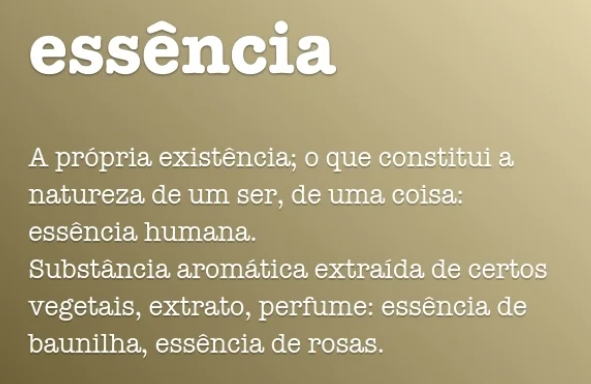 essência
A própria existência; o que constitui a
natureza de um ser, de uma coisa:
essência humana.
Substância aromática extraída de certos
vegetais, extrato, perfume: essência de
baunilha, essência de rosas.